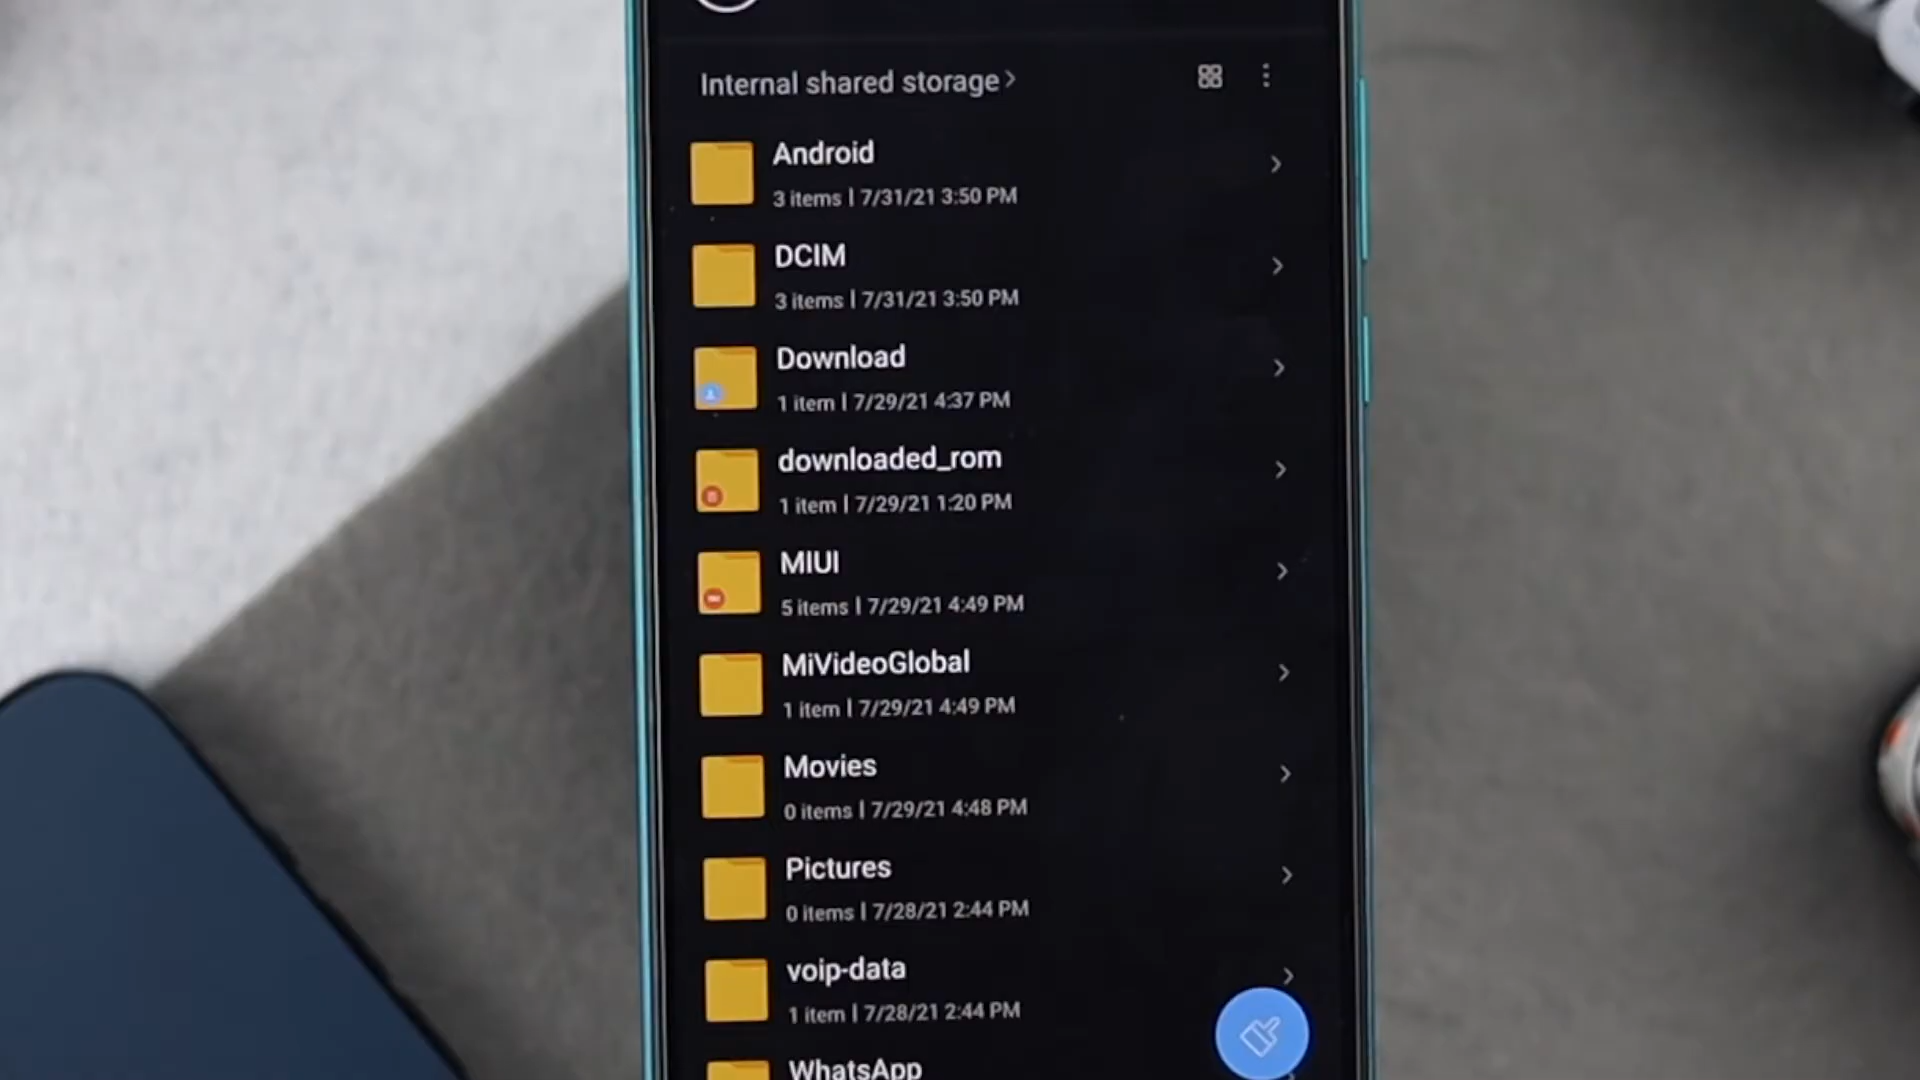 Internal shared storage
Android
3 items | 7/31/21 3:50 PM
DCIM
3 items | 7/31/21 3:50 PM
Download
1 item | 7/29/21 4:37 PM
downloaded_rom
1 item | 7/29/21 1:20 PM
MIUI
5 items | 7/29/21 4:49 PM
MiVideoGlobal
1 item | 7/29/21 4:49 PM
Movies
0 items | 7/29/21 4:48 PM
Pictures
0 items | 7/28/21 2:44 PM
voip-data
1 item | 7/28/21 2:44 PM
WhatsApp